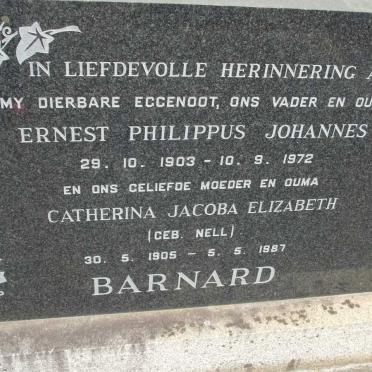 IN LIEFDEVOLLE HERINNERING A
MY DIERBARE EGGENOOT, ONS VADER EN OU
ERNEST PHILIPPUS JOHANNES
29. 10. 1903 - 10. 9. 1972
EN ONS GELIEFDE MOEDER EN OUMA
CATHERINA JACOBA ELIZABETH
(GEB. NELL)
30. 5. 1905 - 5. 5. 1987
BARNARD